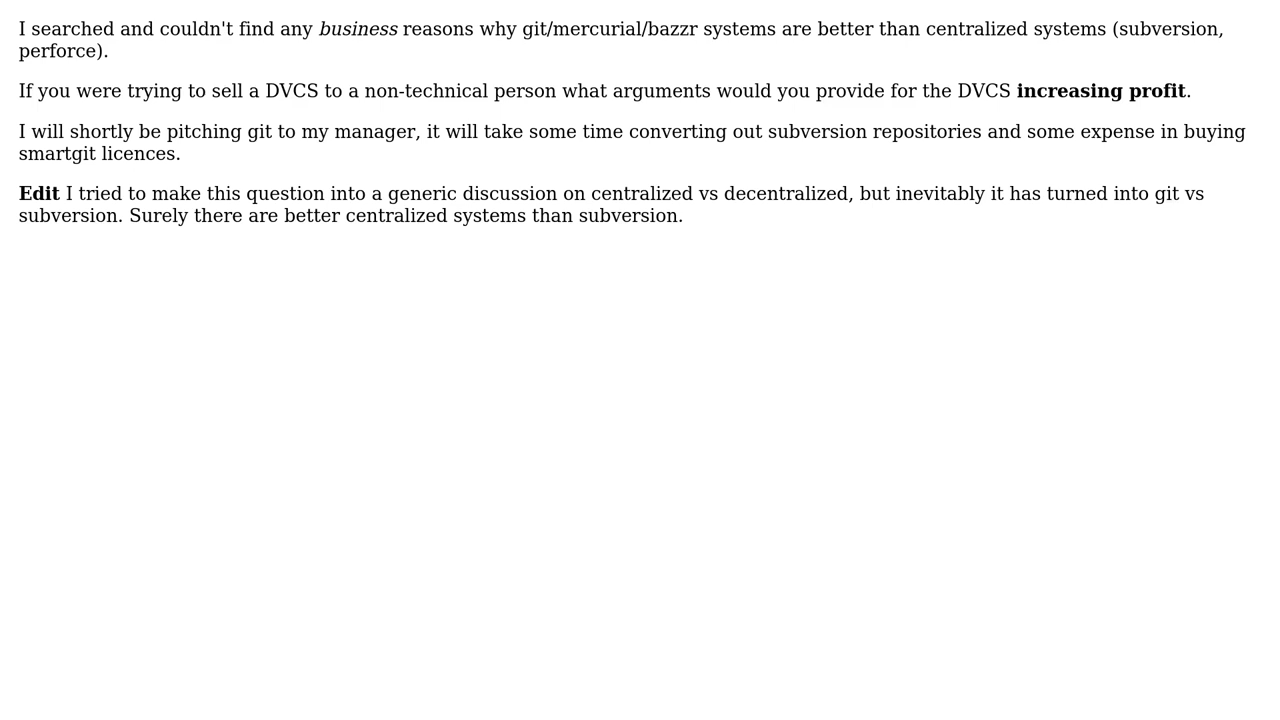 I searched and couldn't find any business reasons why git/mercurial/bazzr systems are better than centralized systems (subversion,
perforce).
If you were trying to sell a DVCS to a non-technical person what arguments would you provide for the DVCS increasing profit.
I will shortly be pitching git to my manager, it will take some time converting out subversion repositories and some expense in buying
smartgit licences.
Edit I tried to make this question into a generic discussion on centralized vs decentralized, but inevitably it has turned into git vs
subversion. Surely there are better centralized systems than subversion.